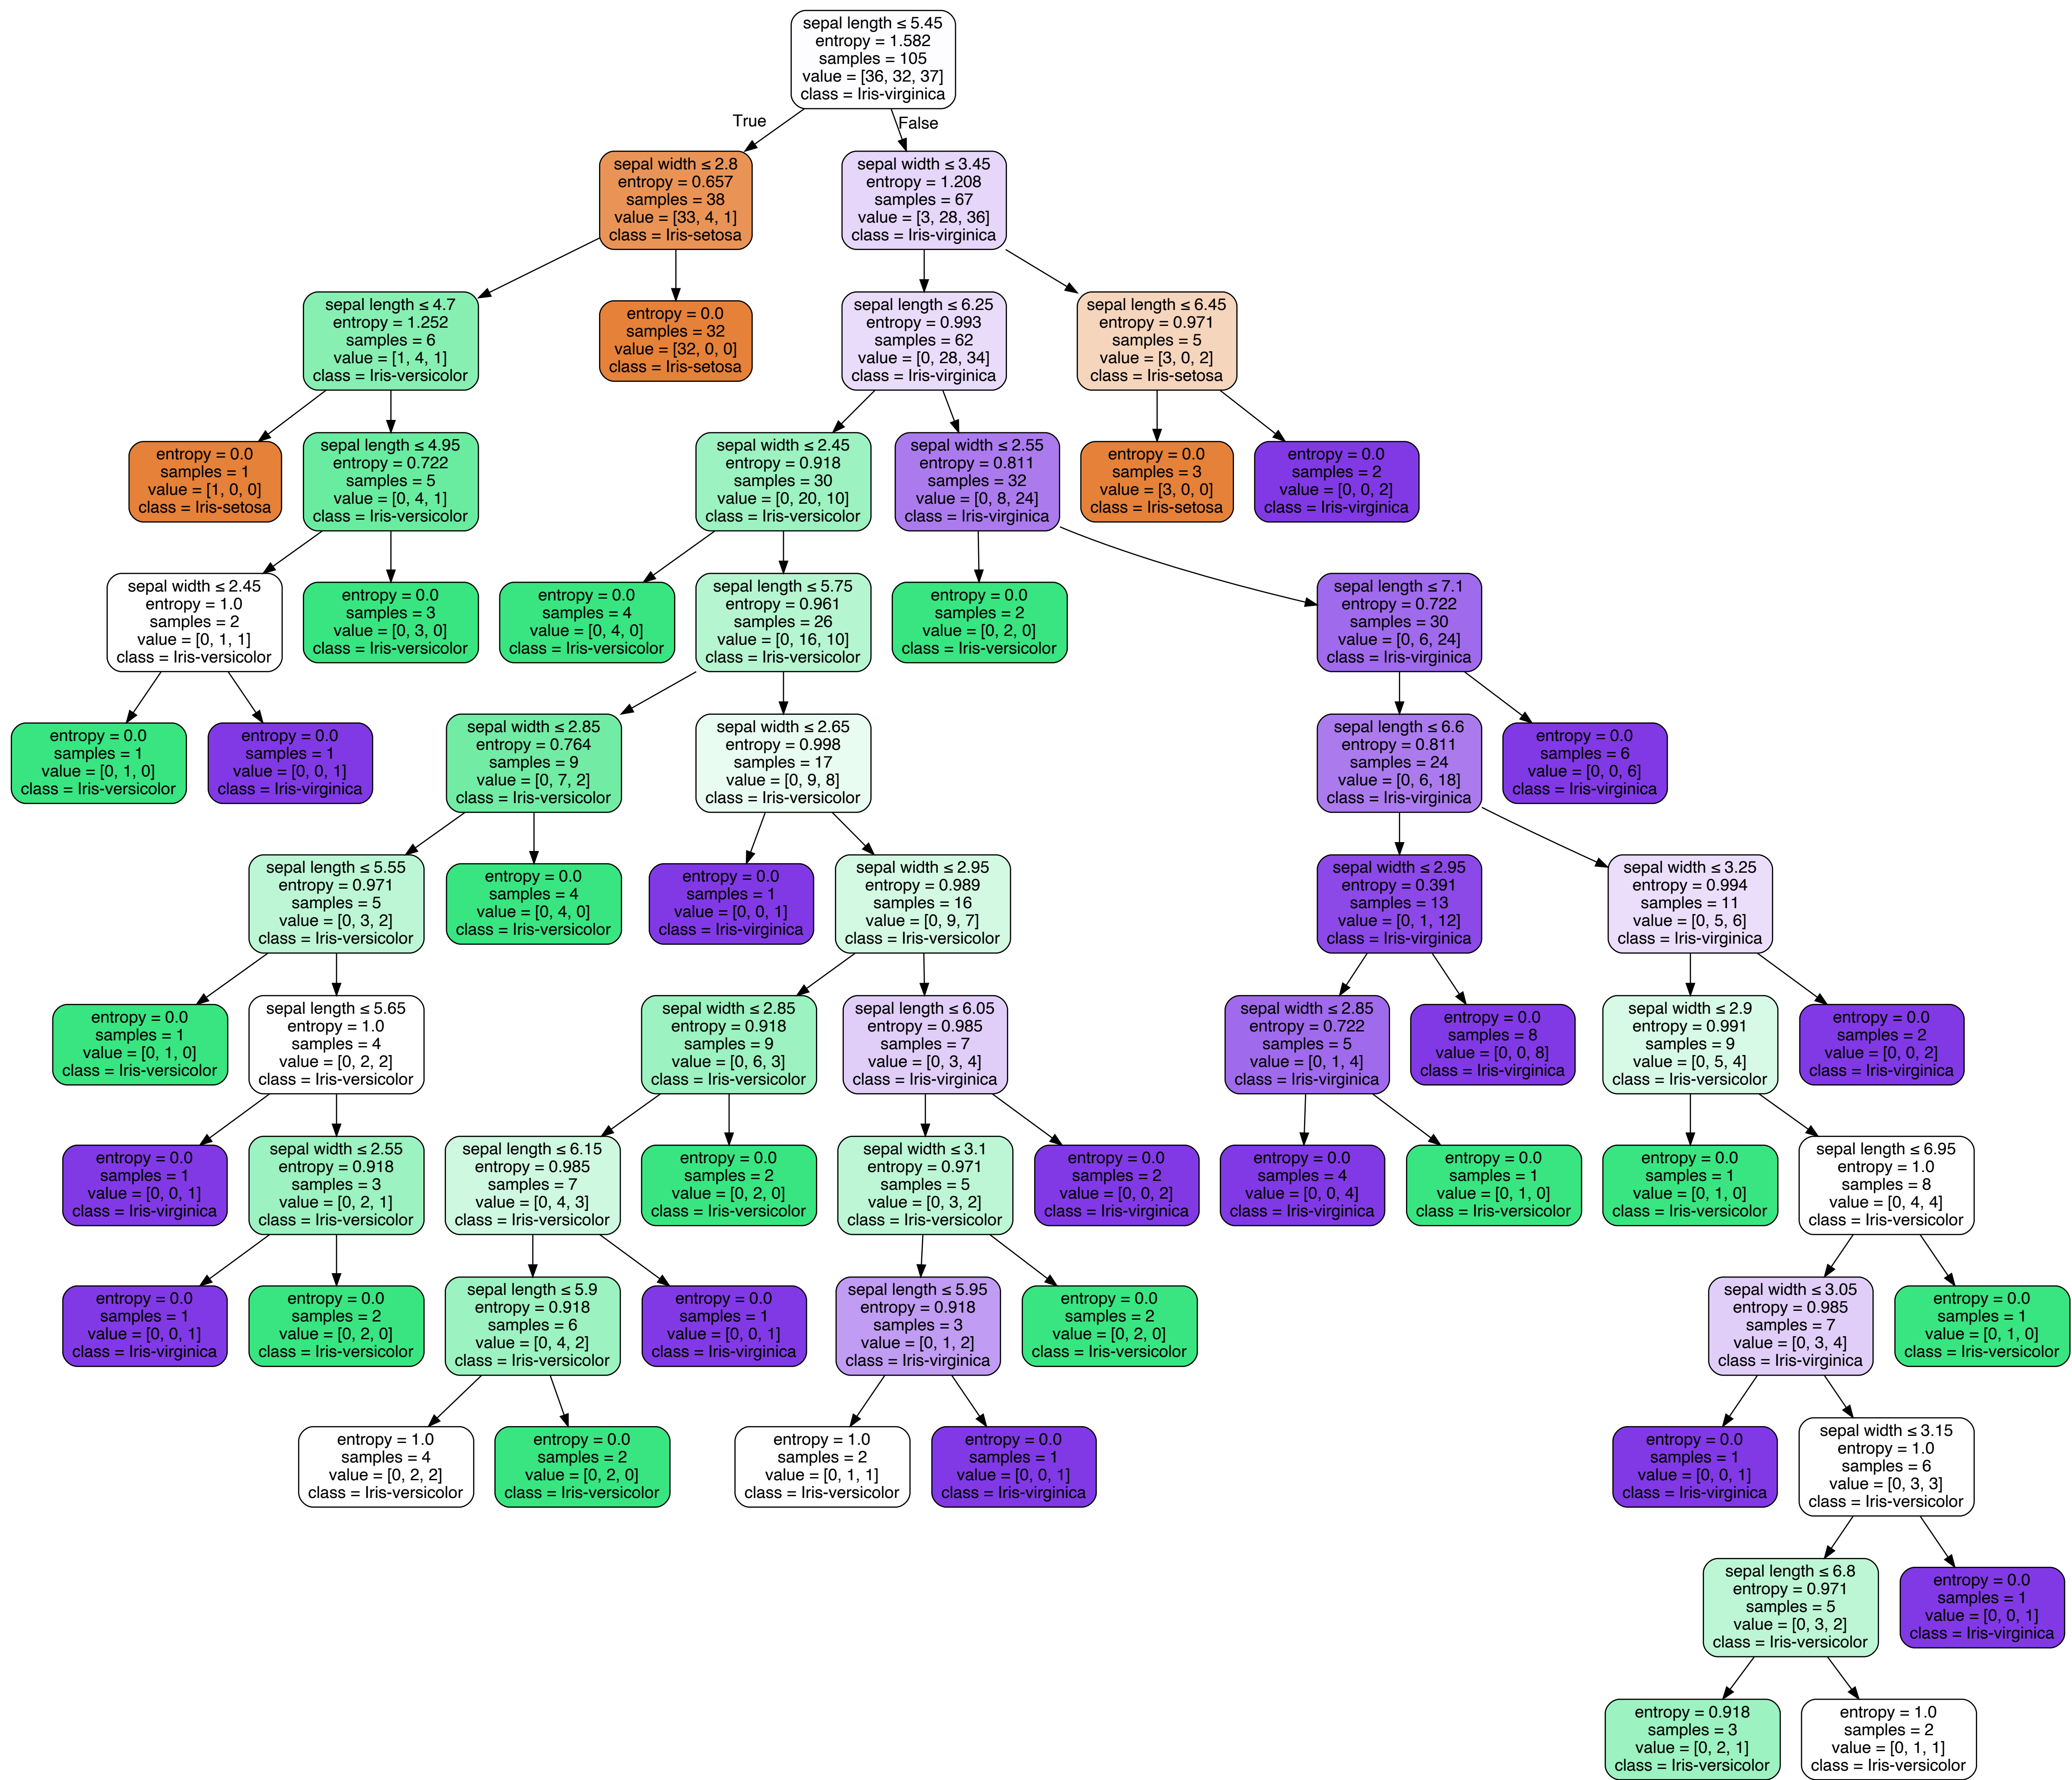 sepal length ≤ 5.45
entropy = 1.582
samples = 105
value = [36, 32, 37]
class = Iris-virginica
True
False
sepal width ≤ 2.8
entropy = 0.657
samples = 38
value = [33, 4, 1]
class = Iris-setosa
sepal width ≤ 3.45
entropy = 1.208
samples = 67
value = [3, 28, 36]
class = Iris-virginica
sepal length ≤ 4.7
entropy = 1.252
samples = 6
value = [1, 4, 1]
class = Iris-versicolor
entropy = 0.0
samples = 32
value = [32, 0, 0]
class = Iris-setosa
sepal length ≤ 6.25
entropy = 0.993
samples = 62
value = [0, 28, 34]
class = Iris-virginica
sepal length ≤ 6.45
entropy = 0.971
samples = 5
value = [3, 0, 2]
class = Iris-setosa
entropy = 0.0
samples = 1
value = [1, 0, 0]
class = Iris-setosa
sepal length ≤ 4.95
entropy = 0.722
samples = 5
value = [0, 4, 1]
class = Iris-versicolor
sepal width ≤ 2.45
entropy = 0.918
samples = 30
value = [0, 20, 10]
class = Iris-versicolor
sepal width ≤ 2.55
entropy = 0.811
samples = 32
value = [0, 8, 24]
class = Iris-virginica
entropy = 0.0
samples = 3
value = [3, 0, 0]
class = Iris-setosa
entropy = 0.0
samples = 2
value = [0, 0, 2]
class = Iris-virginica
sepal width ≤ 2.45
entropy = 1.0
samples = 2
value = [0, 1, 1]
class = Iris-versicolor
entropy = 0.0
samples = 3
value = [0, 3, 0]
class = Iris-versicolor
entropy = 0.0
samples = 4
value = [0, 4, 0]
class = Iris-versicolor
sepal length ≤ 5.75
entropy = 0.961
samples = 26
value = [0, 16, 10]
class = Iris-versicolor
entropy = 0.0
samples = 2
value = [0, 2, 0]
class = Iris-versicolor
sepal length ≤ 7.1
entropy = 0.722
samples = 30
value = [0, 6, 24]
class = Iris-virginica
entropy = 0.0
samples = 1
value = [0, 1, 0]
class = Iris-versicolor
entropy = 0.0
samples = 1
value = [0, 0, 1]
class = Iris-virginica
sepal width ≤ 2.85
entropy = 0.764
samples = 9
value = [0, 7, 2]
class = Iris-versicolor
sepal width ≤ 2.65
entropy = 0.998
samples = 17
value = [0, 9, 8]
class = Iris-versicolor
sepal length ≤ 6.6
entropy = 0.811
samples = 24
value = [0, 6, 18]
class = Iris-virginica
entropy = 0.0
samples = 6
value = [0, 0, 6]
class = Iris-virginica
sepal length ≤ 5.55
entropy = 0.971
samples = 5
value = [0, 3, 2]
class = Iris-versicolor
entropy = 0.0
samples = 4
value = [0, 4, 0]
class = Iris-versicolor
entropy = 0.0
samples = 1
value = [0, 0, 1]
class = Iris-virginica
sepal width ≤ 2.95
entropy = 0.989
samples = 16
value = [0, 9, 7]
class = Iris-versicolor
sepal width ≤ 2.95
entropy = 0.391
samples = 13
value = [0, 1, 12]
class = Iris-virginica
sepal width ≤ 3.25
entropy = 0.994
samples = 11
value = [0, 5, 6]
class = Iris-virginica
entropy = 0.0
samples = 1
value = [0, 1, 0]
class = Iris-versicolor
sepal length ≤ 5.65
entropy = 1.0
samples = 4
value = [0, 2, 2]
class = Iris-versicolor
sepal width ≤ 2.85
entropy = 0.918
samples = 9
value = [0, 6, 3]
class = Iris-versicolor
sepal length ≤ 6.05
entropy = 0.985
samples = 7
value = [0, 3, 4]
class = Iris-virginica
sepal width ≤ 2.85
entropy = 0.722
samples = 5
value = [0, 1, 4]
class = Iris-virginica
entropy = 0.0
samples = 8
value = [0, 0, 8]
class = Iris-virginica
sepal width ≤ 2.9
entropy = 0.991
samples = 9
value = [0, 5, 4]
class = Iris-versicolor
entropy = 0.0
samples = 2
value = [0, 0, 2]
class = Iris-virginica
entropy = 0.0
samples = 1
value = [0, 0, 1]
class = Iris-virginica
sepal width ≤ 2.55
entropy = 0.918
samples = 3
value = [0, 2, 1]
class = Iris-versicolor
sepal length ≤ 6.15
entropy = 0.985
samples = 7
value = [0, 4, 3]
class = Iris-versicolor
entropy = 0.0
samples = 2
value = [0, 2, 0]
class = Iris-versicolor
sepal width ≤ 3.1
entropy = 0.971
samples = 5
value = [0, 3, 2]
class = Iris-versicolor
entropy = 0.0
samples = 2
value = [0, 0, 2]
class = Iris-virginica
entropy = 0.0
samples = 4
value = [0, 0, 4]
class = Iris-virginica
entropy = 0.0
samples = 1
value = [0, 1, 0]
class = Iris-versicolor
entropy = 0.0
samples = 1
value = [0, 1, 0]
class = Iris-versicolor
sepal length ≤ 6.95
entropy = 1.0
samples = 8
value = [0, 4, 4]
class = Iris-versicolor
entropy = 0.0
samples = 1
value = [0, 0, 1]
class = Iris-virginica
entropy = 0.0
samples = 2
value = [0, 2, 0]
class = Iris-versicolor
sepal length ≤ 5.9
entropy = 0.918
samples = 6
value = [0, 4, 2]
class = Iris-versicolor
entropy = 0.0
samples = 1
value = [0, 0, 1]
class = Iris-virginica
sepal length ≤ 5.95
entropy = 0.918
samples = 3
value = [0, 1, 2]
class = Iris-virginica
entropy = 0.0
samples = 2
value = [0, 2, 0]
class = Iris-versicolor
sepal width ≤ 3.05
entropy = 0.985
samples = 7
value = [0, 3, 4]
class = Iris-virginica
entropy = 0.0
samples = 1
value = [0, 1, 0]
class = Iris-versicolor
entropy = 1.0
samples = 4
value = [0, 2, 2]
class = Iris-versicolor
entropy = 0.0
samples = 2
value = [0, 2, 0]
class = Iris-versicolor
entropy = 1.0
samples = 2
value = [0, 1, 1]
class = Iris-versicolor
entropy = 0.0
samples = 1
value = [0, 0, 1]
class = Iris-virginica
entropy = 0.0
samples = 1
value = [0, 0, 1]
class = Iris-virginica
sepal width ≤ 3.15
entropy = 1.0
samples = 6
value = [0, 3, 3]
class = Iris-versicolor
sepal length ≤ 6.8
entropy = 0.971
samples = 5
value = [0, 3, 2]
class = Iris-versicolor
entropy = 0.0
samples = 1
value = [0, 0, 1]
class = Iris-virginica
entropy = 0.918
samples = 3
value = [0, 2, 1]
class = Iris-versicolor
entropy = 1.0
samples = 2
value = [0, 1, 1]
class = Iris-versicolor